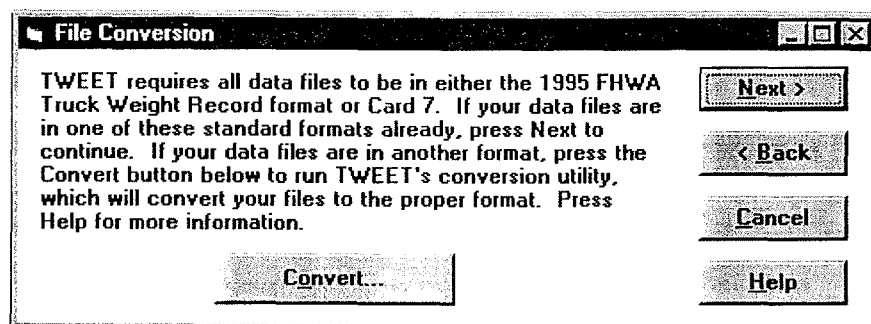 File Conversion
TWEET requires all data files to be in either the 1995 FHWA
Truck Weight Record format or Card 7. If your data files are
in one of these standard formats already, press Next to
continue. If your data files are in another format, press the
Convert button below to run TWEET's conversion utility,
which will convert your files to the proper format. Press
Help for more information.
Convert...
Next >
< Back
Cancel
Help